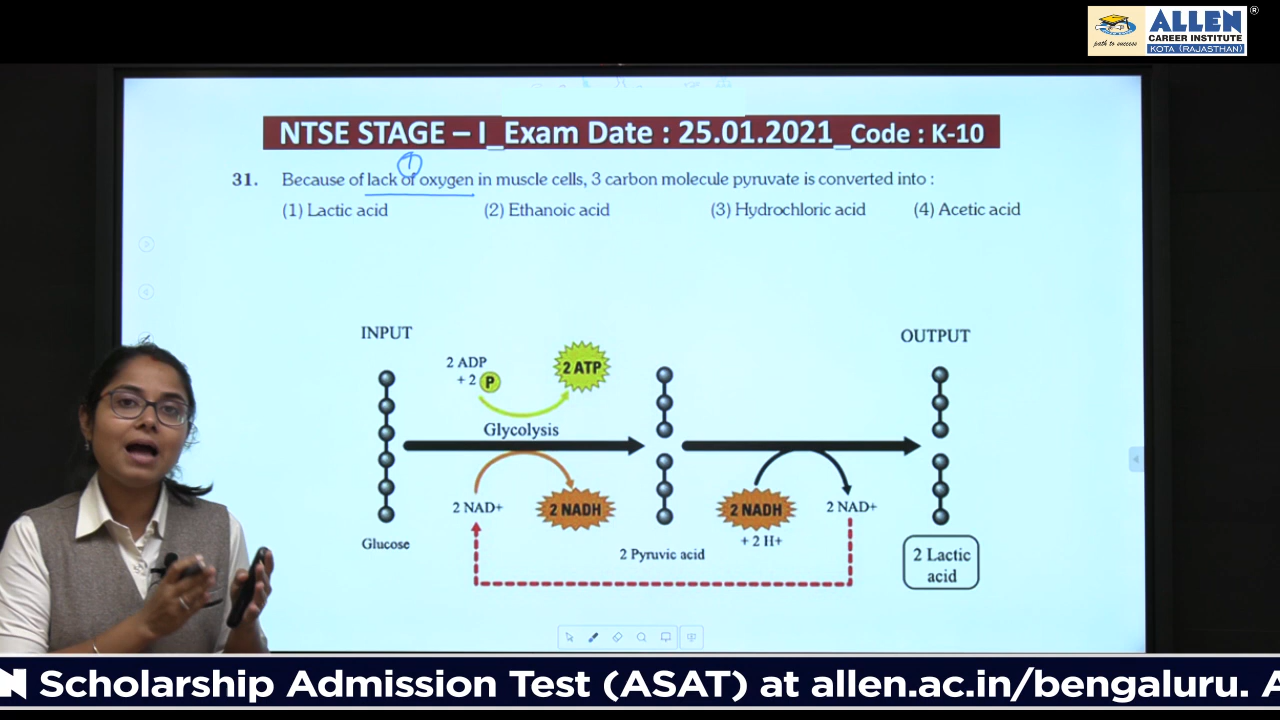 ALLEN
®
CAREER INSTITUTE
path to success
KOTA (RAJASTHAN)
NTSE STAGE – I_Exam Date : 25.01.2021_Code : K-10
1
31. Because of lack of oxygen in muscle cells, 3 carbon molecule pyruvate is converted into :
(1) Lactic acid (2) Ethanoic acid (3) Hydrochloric acid (4) Acetic acid
INPUT
OUTPUT
2 ADP
+ 2 P
2 ATP
Glycolysis
2 NAD+
2 NADH
2 NADH
2 NAD+
+ 2 H+
Glucose
2 Pyruvic acid
2 Lactic
acid
N Scholarship Admission Test (ASAT) at allen.ac.in/bengaluru. A